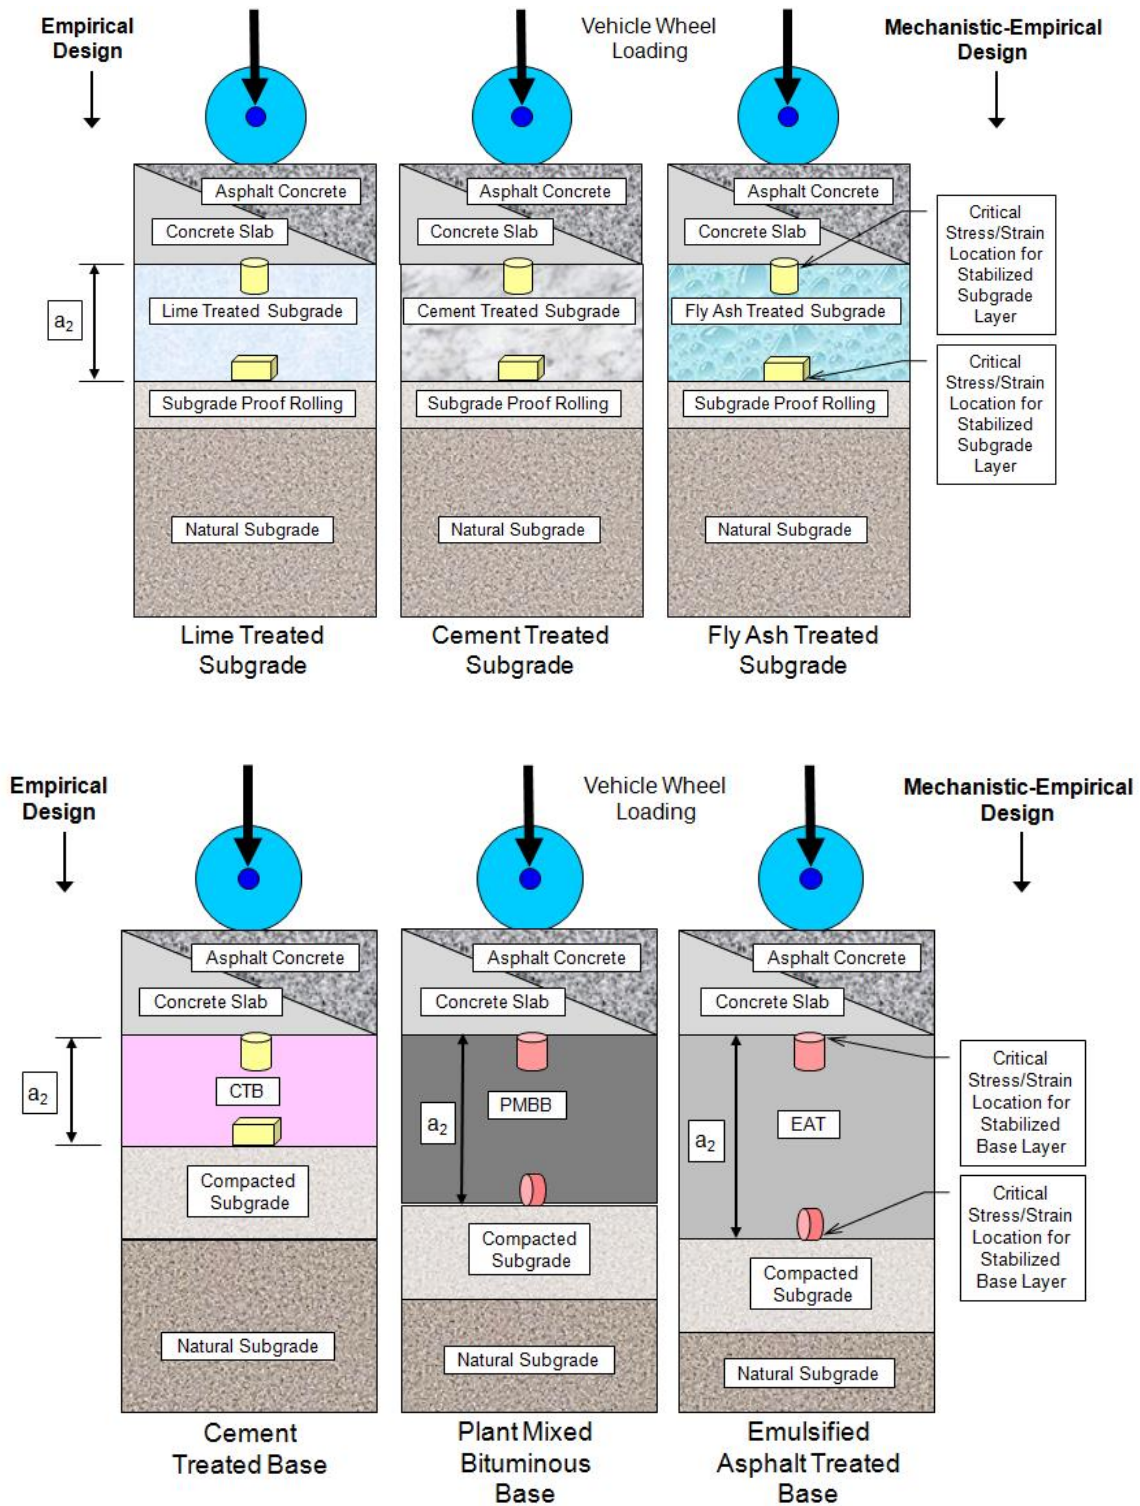 Empirical
Design
Vehicle Wheel
Loading
Mechanistic-Empirical
Design
Asphalt Concrete
Asphalt Concrete
Asphalt Concrete
Concrete Slab
Concrete Slab
Concrete Slab
Critical
Stress/Strain
Location for
Stabilized
Subgrade
Layer
a2
Lime Treated Subgrade
Cement Treated Subgrade
Fly Ash Treated Subgrade
Critical
Stress/Strain
Location for
Stabilized
Subgrade
Layer
Subgrade Proof Rolling
Subgrade Proof Rolling
Subgrade Proof Rolling
Natural Subgrade
Natural Subgrade
Natural Subgrade
Lime Treated
Subgrade
Cement Treated
Subgrade
Fly Ash Treated
Subgrade
Empirical
Design
Vehicle Wheel
Loading
Mechanistic-Empirical
Design
Asphalt Concrete
Asphalt Concrete
Asphalt Concrete
Concrete Slab
Concrete Slab
Concrete Slab
Critical
Stress/Strain
Location for
Stabilized
Base Layer
a2
CTB
a2
PMBB
a2
EAT
Critical
Stress/Strain
Location for
Stabilized
Base Layer
Compacted
Subgrade
Compacted
Subgrade
Compacted
Subgrade
Natural Subgrade
Natural Subgrade
Natural Subgrade
Cement
Treated Base
Plant Mixed
Bituminous
Base
Emulsified
Asphalt Treated
Base